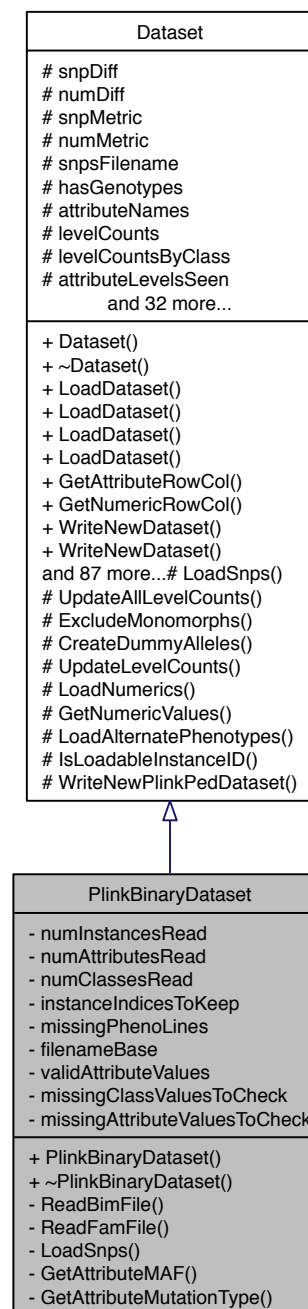 Dataset
# snpDiff
# numDiff
# snpMetric
# numMetric
# snpsFilename
# hasGenotypes
# attributeNames
# levelCounts
# levelCountsByClass
# attributeLevelsSeen
and 32 more...
+ Dataset()
+ ~Dataset()
+ LoadDataset()
+ LoadDataset()
+ LoadDataset()
+ LoadDataset()
+ GetAttributeRowCol()
+ GetNumericRowCol()
+ WriteNewDataset()
+ WriteNewDataset()
and 87 more...# LoadSnps()
# UpdateAllLevelCounts()
# ExcludeMonomorphs()
# CreateDummyAlleles()
# UpdateLevelCounts()
# LoadNumerics()
# GetNumericValues()
# LoadAlternatePhenotypes()
# IsLoadableInstanceID()
# WriteNewPlinkPedDataset()
PlinkBinaryDataset
- numInstancesRead
- numAttributesRead
- numClassesRead
- instanceIndicesToKeep
- missingPhenoLines
- filenameBase
- validAttributeValues
- missingClassValuesToCheck
- missingAttributeValuesToCheck
+ PlinkBinaryDataset()
+ ~PlinkBinaryDataset()
- ReadBimFile()
- ReadFamFile()
- LoadSnps()
- GetAttributeMAF()
- GetAttributeMutationType()